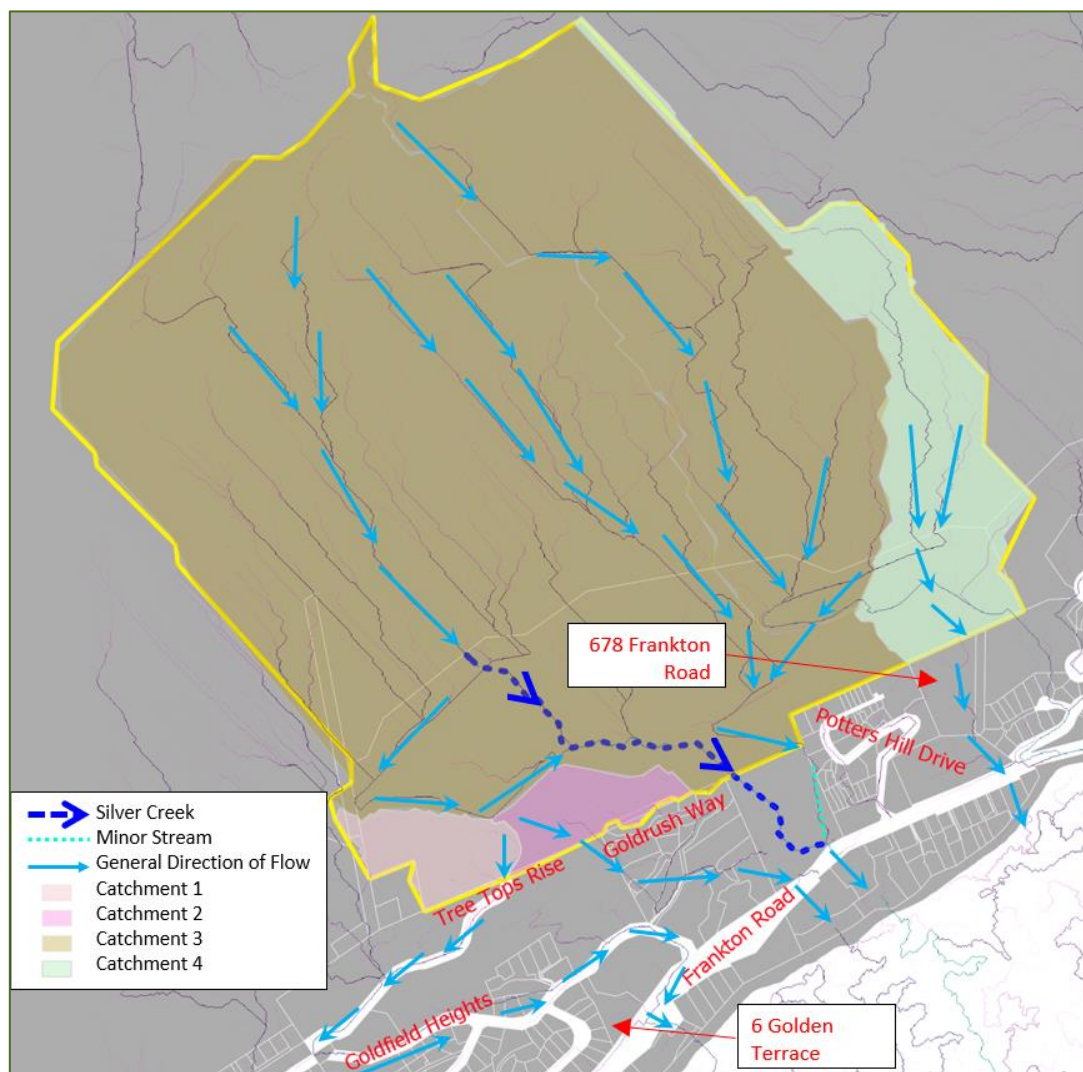 678 Frankton
Road
Potters Hill Drive
Goldrush Way
Tree Tops Rise
Frankton Road
Goldfield Heights
6 Golden
Terrace
Silver Creek
Minor Stream
General Direction of Flow
Catchment 1
Catchment 2
Catchment 3
Catchment 4